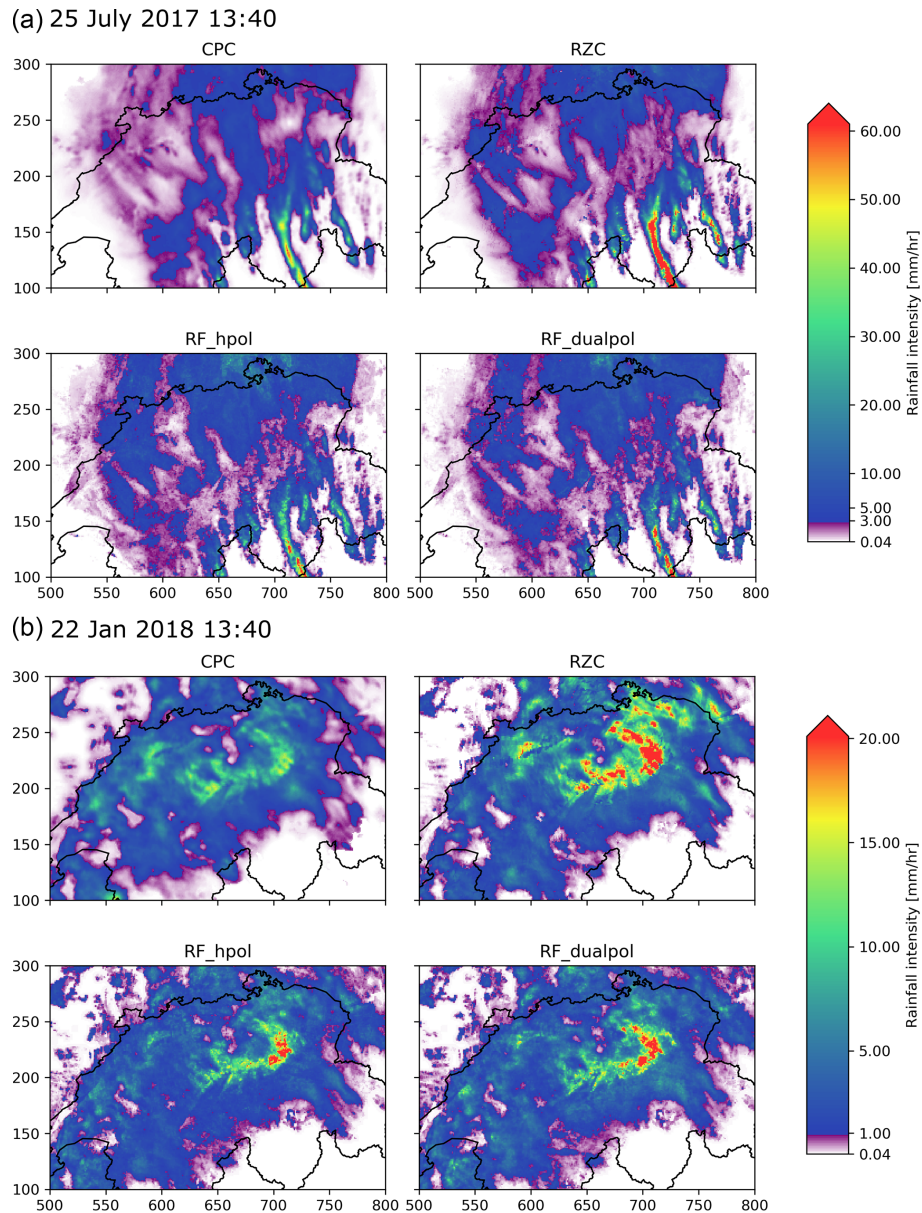 (a) 25 July 2017 13:40
CPC
RZC
300
250
200
150
100
60.00
50.00
40.00
30.00
20.00
10.00
5.00
3.00
0.04
Rainfall intensity [mm/hr]
RF_hpol
RF_dualpol
300
250
200
150
100
500 550 600 650 700 750 800
500 550 600 650 700 750 800
(b) 22 Jan 2018 13:40
CPC
RZC
300
250
200
150
100
20.00
15.00
10.00
5.00
1.00
0.04
Rainfall intensity [mm/hr]
RF_hpol
RF_dualpol
300
250
200
150
100
500 550 600 650 700 750 800
500 550 600 650 700 750 800